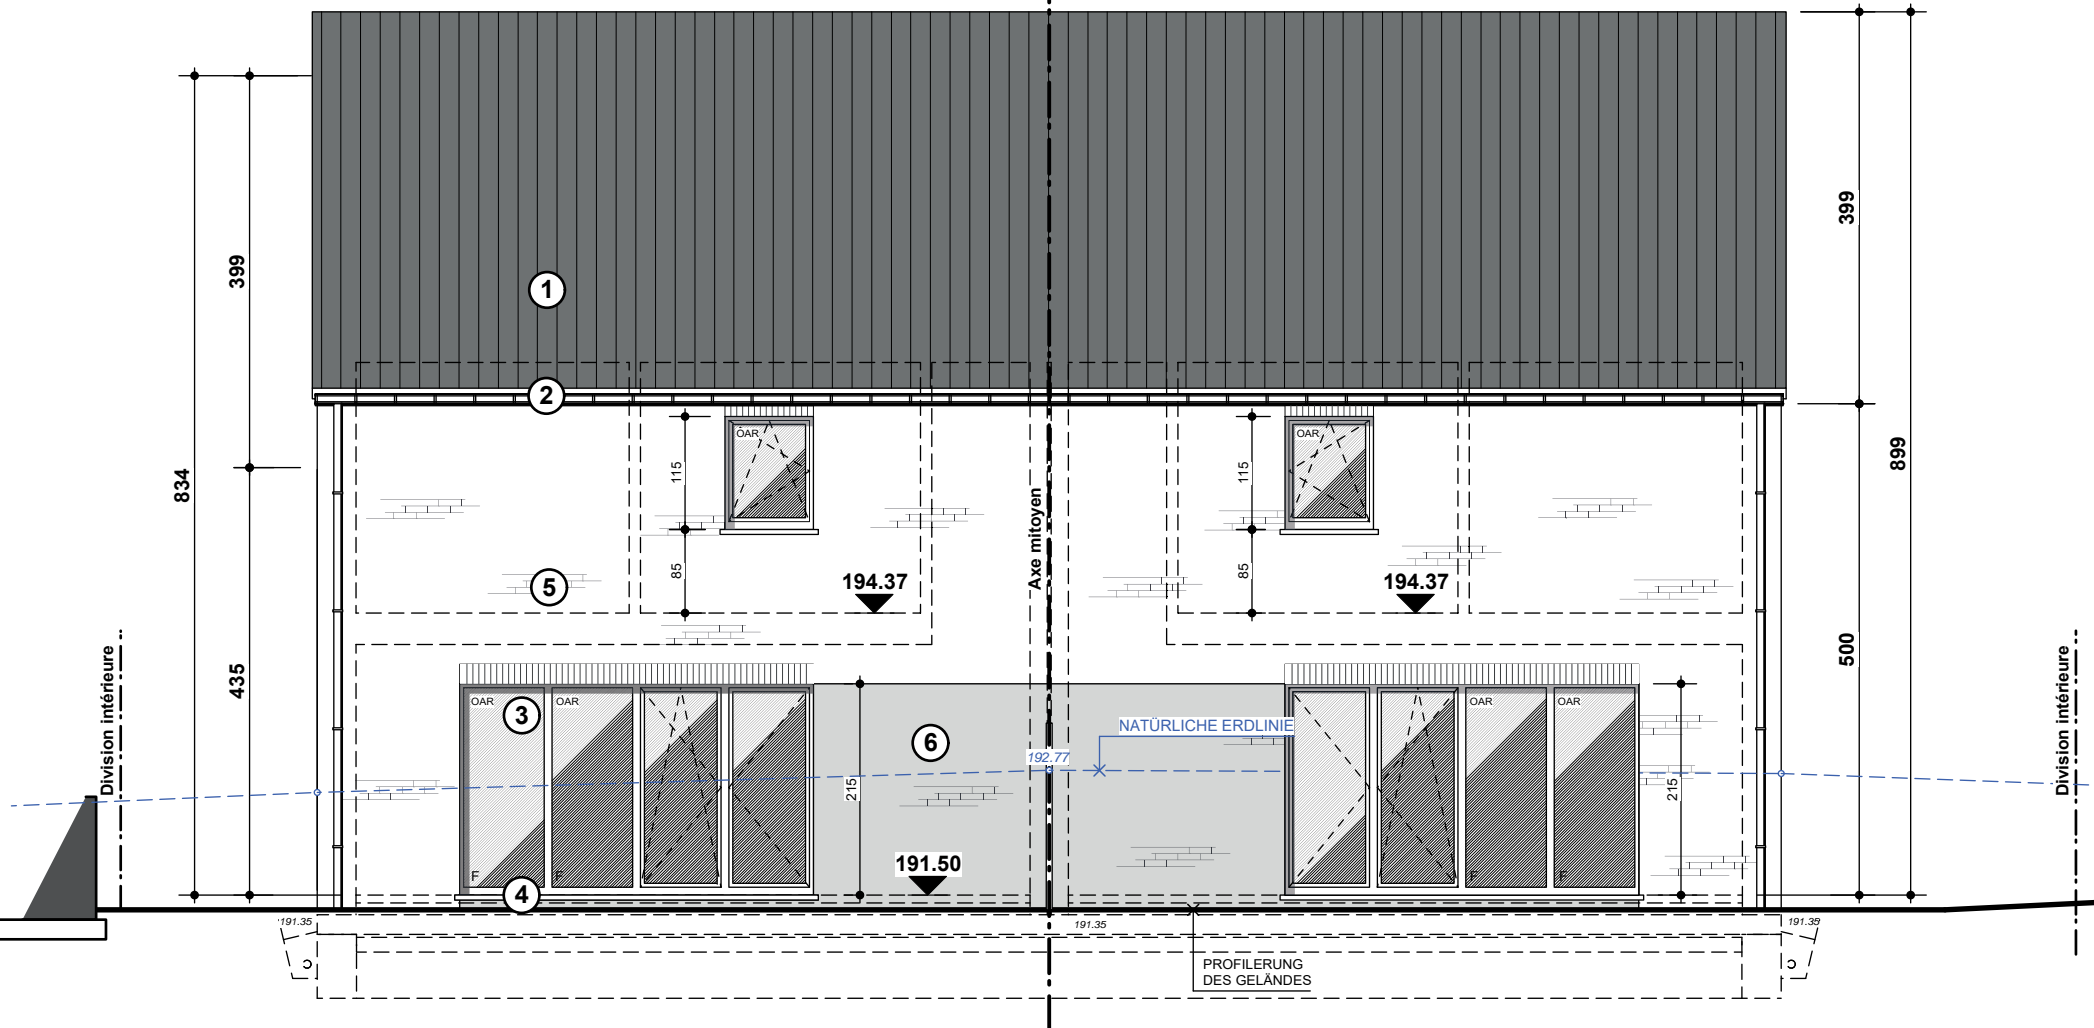 399
834
435
399
899
500
1
2
3
4
5
6
ÖAR
OAR
115
85
115
85
194.37
194.37
Axe mitoyen
Division intérieure
Division intérieure
OAR
OAR
OAR
OAR
F
F
F
F
215
215
NATÜRLICHE ERDLINIE
192.77
191.50
191.35
191.35
191.35
PROFILERUNG
DES GELÄNDES